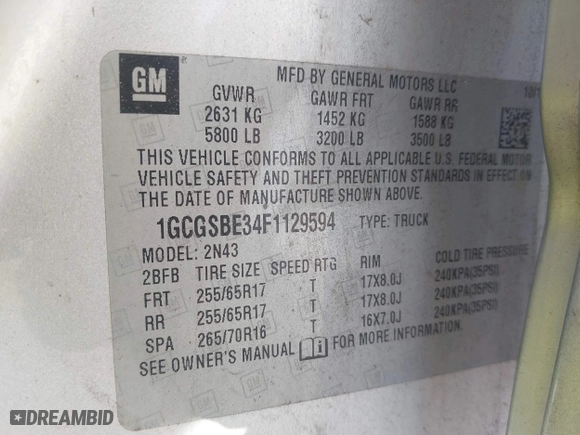 GM
MFD BY GENERAL MOTORS LLC
GVWR GAWR FRT GAWR RR
2631 KG 1452 KG 1588 KG
5800 LB 3200 LB 3500 LB
THIS VEHICLE CONFORMS TO ALL APPLICABLE U.S. FEDERAL MOTOR
VEHICLE SAFETY AND THEFT PREVENTION STANDARDS IN EFFECT ON
THE DATE OF MANUFACTURE SHOWN ABOVE.
1GCGSBE34F1129594 TYPE: TRUCK
MODEL: 2N43
2BFB TIRE SIZE SPEED RTG RIM COLD TIRE PRESSURE
FRT 255/65R17 T 17X8.0J 240KPA(35PSI)
RR 255/65R17 T 17X8.0J 240KPA(35PSI)
SPA 265/70R16 T 16X7.0J 240KPA(35PSI)
SEE OWNER'S MANUAL FOR MORE INFORMATION
DREAMBID